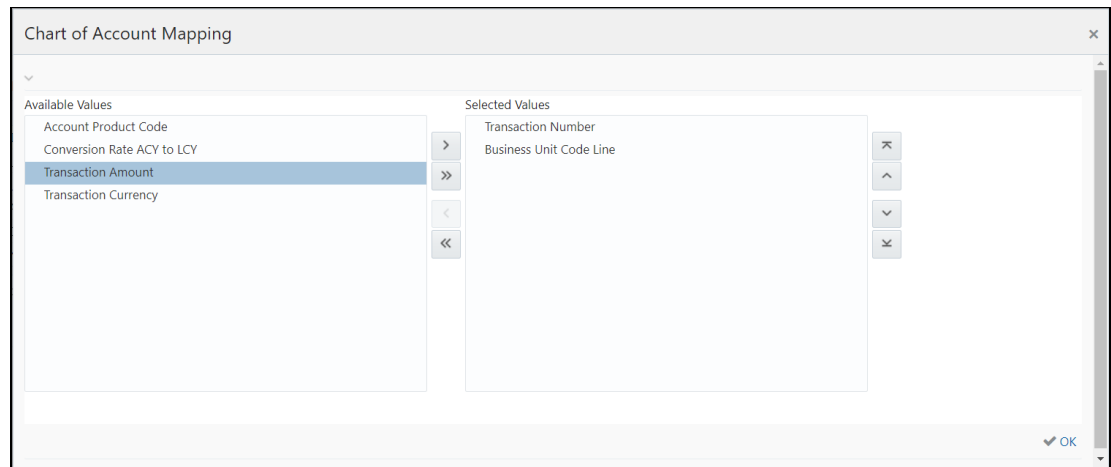 Chart of Account Mapping
Available Values
Selected Values
Account Product Code
Conversion Rate ACY to LCY
Transaction Amount
Transaction Currency
Transaction Number
Business Unit Code Line
OK